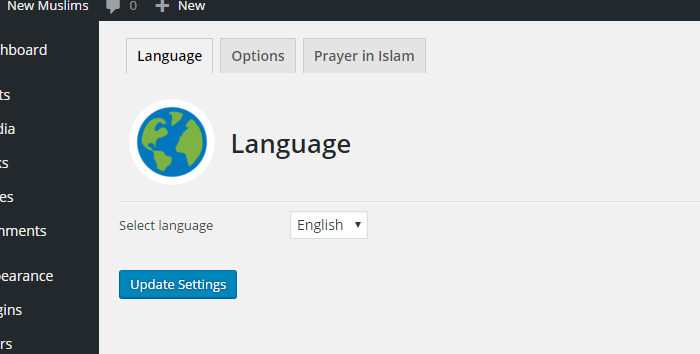 New Muslims 0 + New
hboard
Language Options Prayer in Islam
ts
dia
Language
ks
es
Select language English
nments
pearance
Update Settings
gins
rs